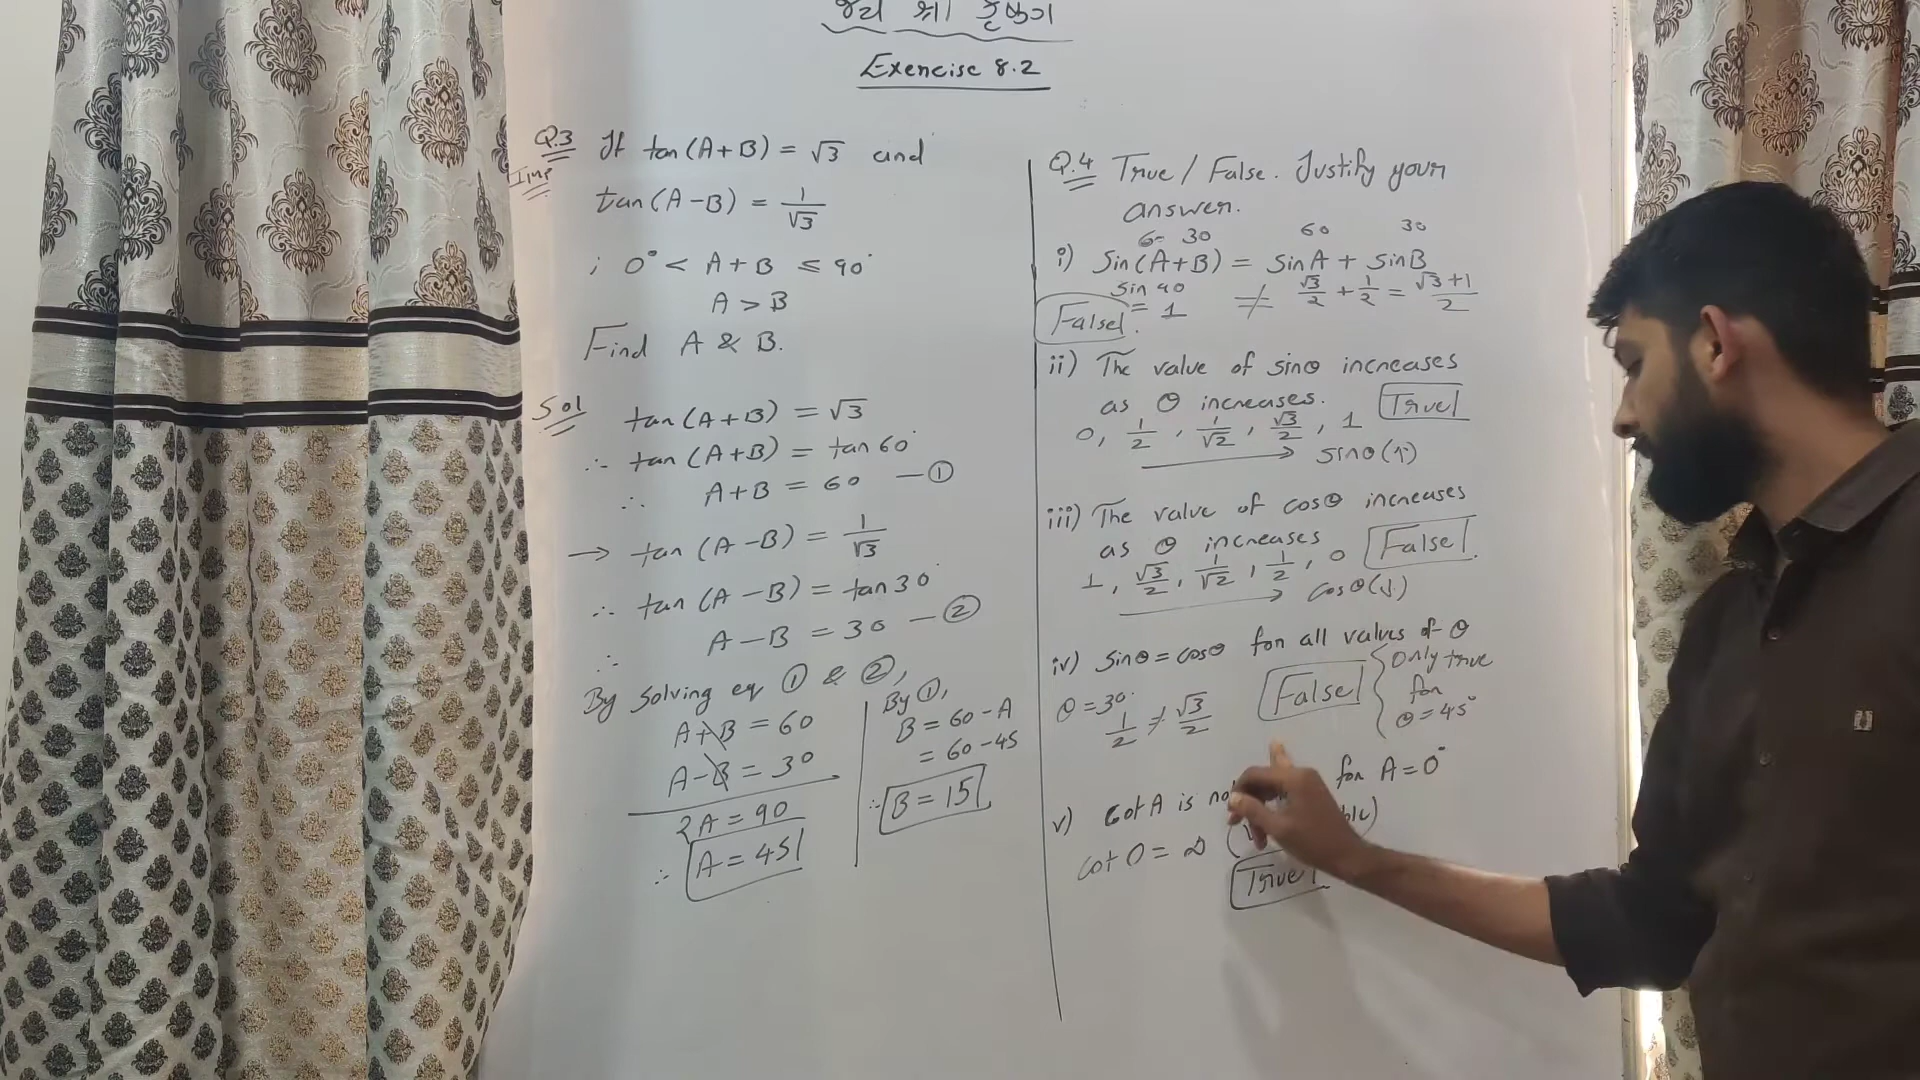 Exercise 8.2
Q.3 If tan(A+B) = √3 and
Imp
tan(A-B) = 1/√3
; 0° < A+B ≤ 90°
A > B
Find A & B.
Sol tan(A+B) = √3
∴ tan(A+B) = tan60°
∴ A+B = 60 —①
→ tan(A-B) = 1/√3
∴ tan(A-B) = tan30°
∴ A-B = 30 —②
By solving eq ① & ②,
A+B = 60
A-B = 30
2A = 90
∴ A = 45
By ①,
B = 60-A
= 60-45
∴ B = 15
Q.4 True / False. Justify your
answer.
60 30 60 30
i) Sin(A+B) = sinA + sinB
sin 90 ≠ √3/2 + 1/2 = √3+1/2
= 1
False.
ii) The value of sinθ increases
as θ increases. True
0, 1/2, 1/√2, √3/2, 1
→ sinθ(↑)
iii) The value of cosθ increases
as θ increases False.
1, √3/2, 1/√2, 1/2, 0
→ cosθ(↓)
iv) sinθ = cosθ for all values of θ
θ = 30° False { Only true
1/2 ≠ √3/2 for
θ = 45°
v) Cot A is for A = 0°
cot 0 = ∞
True